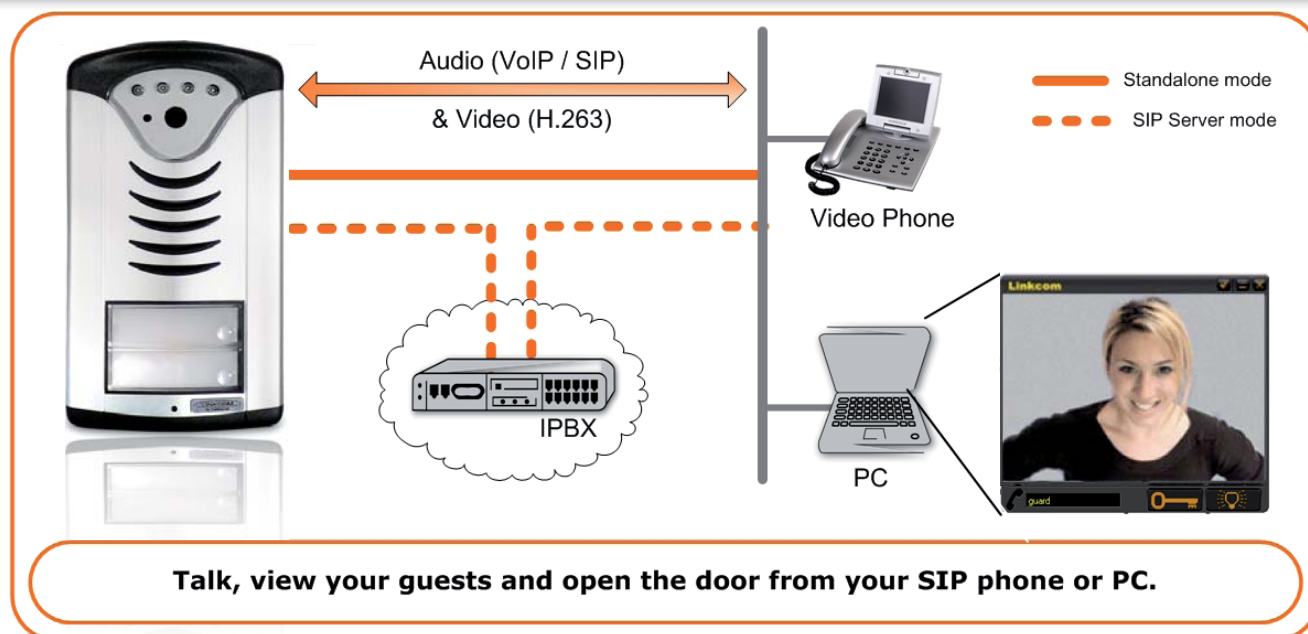 Audio (VoIP / SIP)
& Video (H.263)
Standalone mode
SIP Server mode
Video Phone
IPBX
PC
Linkcom
guard
Talk, view your guests and open the door from your SIP phone or PC.